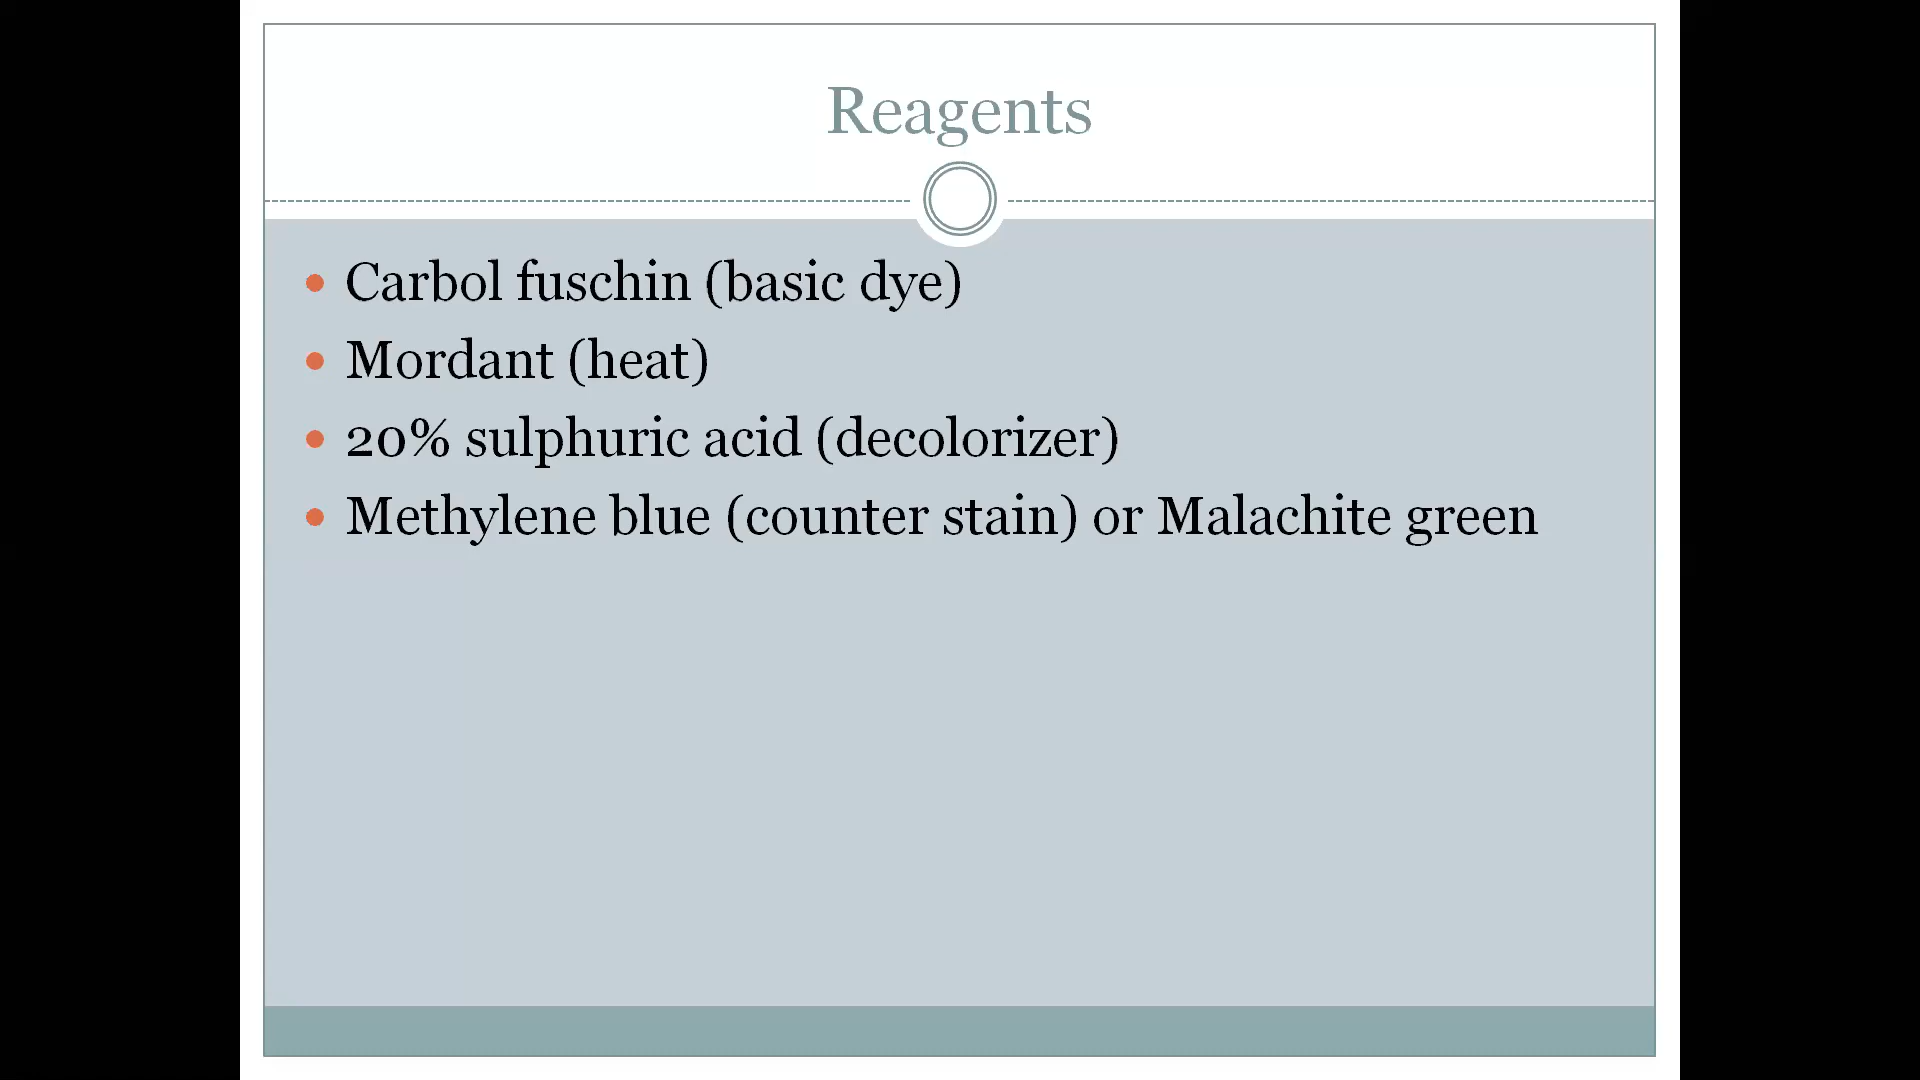 Reagents
Carbol fuschin (basic dye)
Mordant (heat)
20% sulphuric acid (decolorizer)
Methylene blue (counter stain) or Malachite green